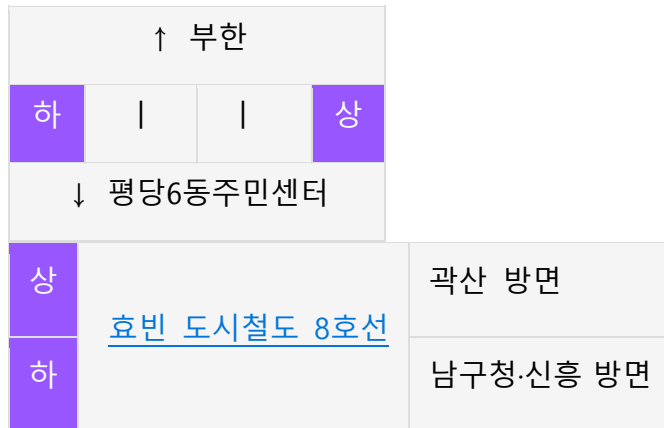 ↑ 부한
하 | | 상
↓ 평당6동주민센터
상
효빈 도시철도 8호선
곽산 방면
하
남구청·신흥 방면